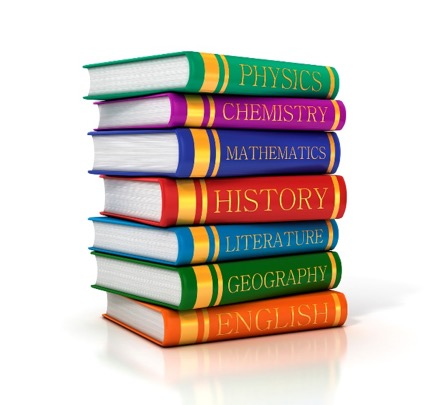 PHYSICS
CHEMISTRY
MATHEMATICS
HISTORY
LITERATURE
GEOGRAPHY
ENGLISH